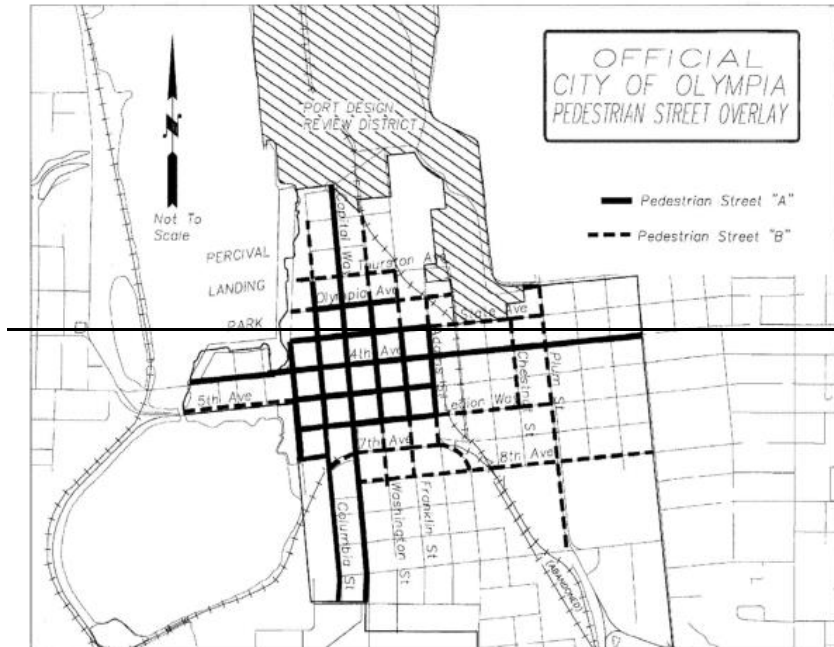 OFFICIAL
CITY OF OLYMPIA
PEDESTRIAN STREET OVERLAY
PORT DESIGN
REVIEW DISTRICT
N
Not To
Scale
Pedestrian Street "A"
Pedestrian Street "B"
PERCIVAL
LANDING
PARK
Capital Way
Thurston Ave
Olympia Ave
State Ave
4th Ave
Adams St
Chestnut St
Plum St
5th Ave
Legion Way
7th Ave
8th Ave
Columbia St
Washington St
Franklin St
(ABANDONED)